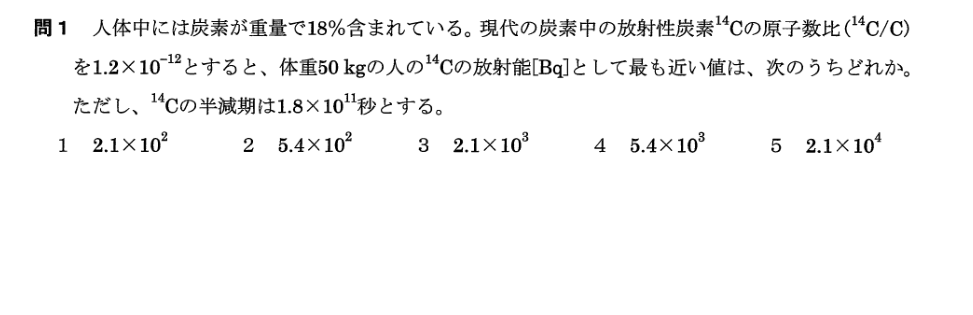 問1 人体中には炭素が重量で18%含まれている。現代の炭素中の放射性炭素¹⁴Cの原子数比(¹⁴C/C)
を1.2×10⁻¹²とすると、体重50 kgの人の¹⁴Cの放射能[Bq]として最も近い値は、次のうちどれか。
ただし、¹⁴Cの半減期は1.8×10¹¹秒とする。
1 2.1×10² 2 5.4×10² 3 2.1×10³ 4 5.4×10³ 5 2.1×10⁴